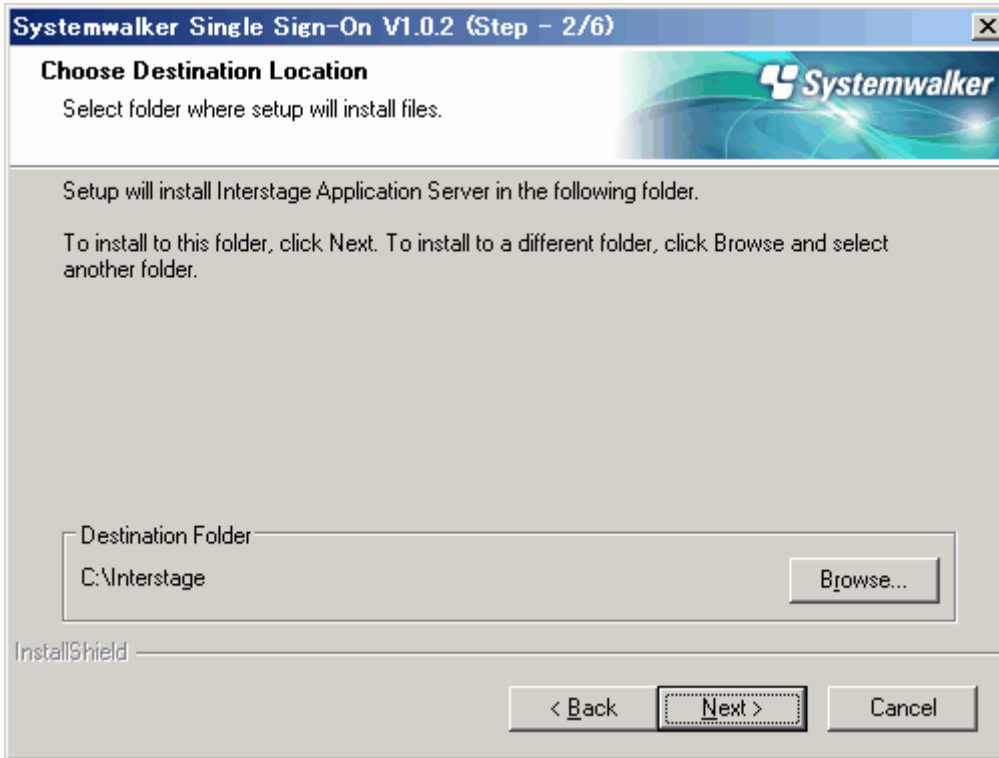 Systemwalker Single Sign-On V1.0.2 (Step - 2/6)
Choose Destination Location
Select folder where setup will install files.
Systemwalker
Setup will install Interstage Application Server in the following folder.
To install to this folder, click Next. To install to a different folder, click Browse and select
another folder.
Destination Folder
C:\Interstage
Browse...
InstallShield
< Back
Next >
Cancel